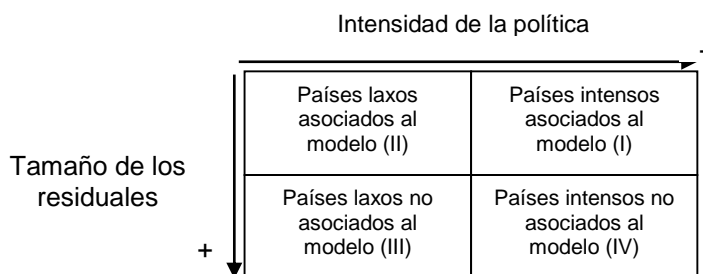 Intensidad de la política
Países laxos
asociados al
modelo (II)
Países intensos
asociados al
modelo (I)
Tamaño de los
residuales
Países laxos no
asociados al
modelo (III)
Países intensos no
asociados al
modelo (IV)
+